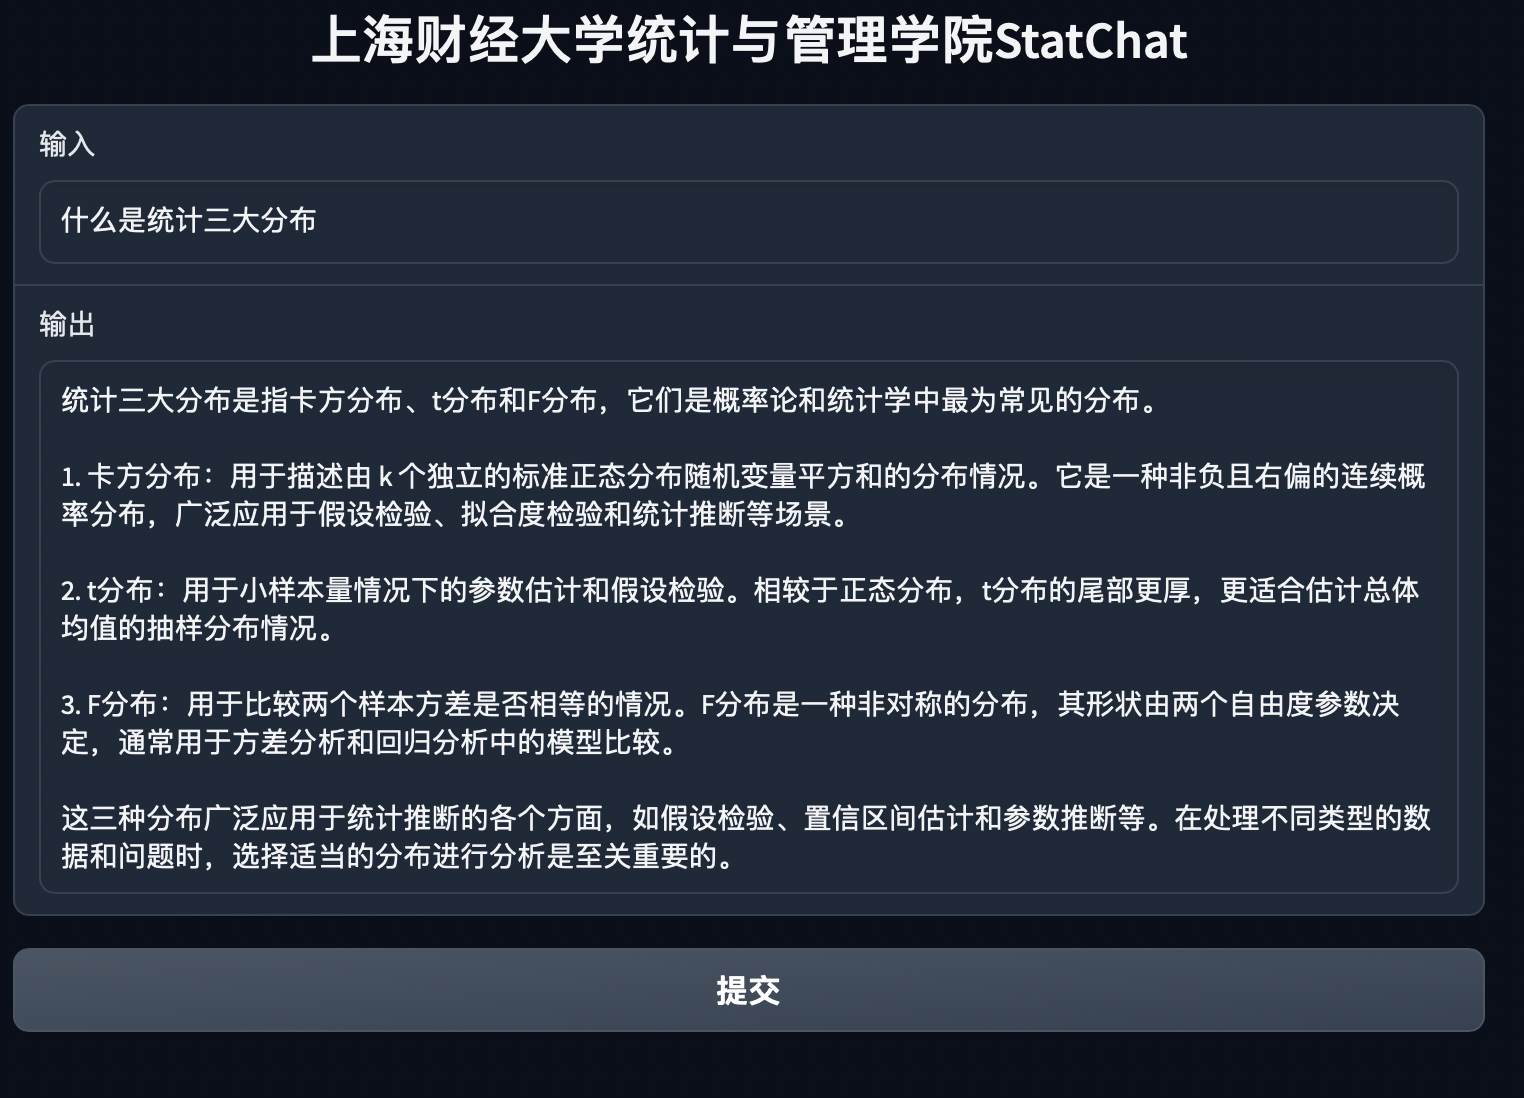 上海财经大学统计与管理学院StatChat
输入
什么是统计三大分布
输出
统计三大分布是指卡方分布、t分布和F分布，它们是概率论和统计学中最为常见的分布。
1. 卡方分布：用于描述由 k 个独立的标准正态分布随机变量平方和的分布情况。它是一种非负且右偏的连续概
率分布，广泛应用于假设检验、拟合度检验和统计推断等场景。
2. t分布：用于小样本量情况下的参数估计和假设检验。相较于正态分布，t分布的尾部更厚，更适合估计总体
均值的抽样分布情况。
3. F分布：用于比较两个样本方差是否相等的情况。F分布是一种非对称的分布，其形状由两个自由度参数决
定，通常用于方差分析和回归分析中的模型比较。
这三种分布广泛应用于统计推断的各个方面，如假设检验、置信区间估计和参数推断等。在处理不同类型的数
据和问题时，选择适当的分布进行分析是至关重要的。
提交